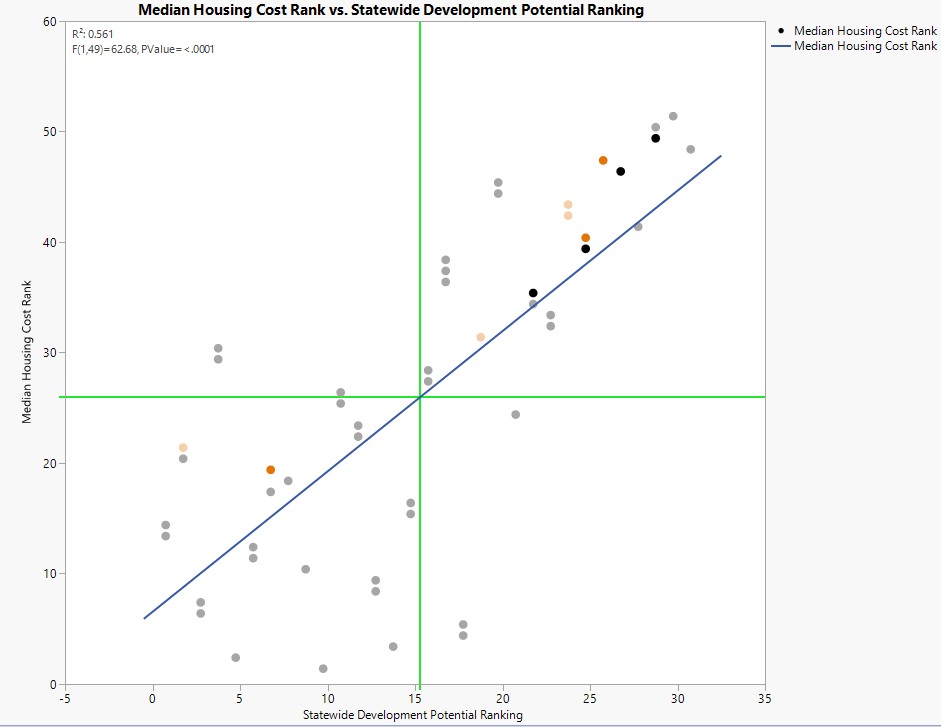 Median Housing Cost Rank vs. Statewide Development Potential Ranking
R²: 0.561
F(1,49)=62.68, PValue=<.0001
Median Housing Cost Rank
Median Housing Cost Rank
60
50
40
30
20
10
0
Median Housing Cost Rank
-5
0
5
10
15
20
25
30
35
Statewide Development Potential Ranking